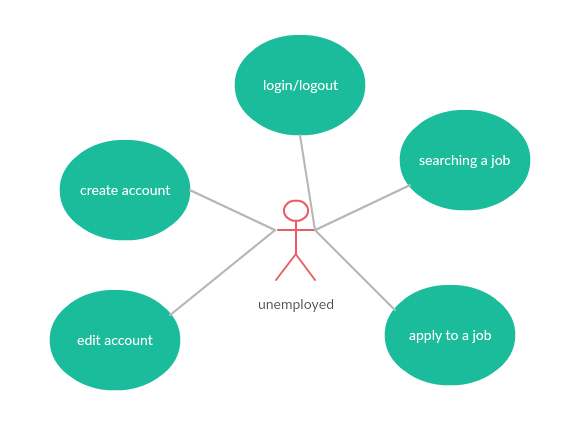 login/logout
searching a job
create account
unemployed
edit account
apply to a job